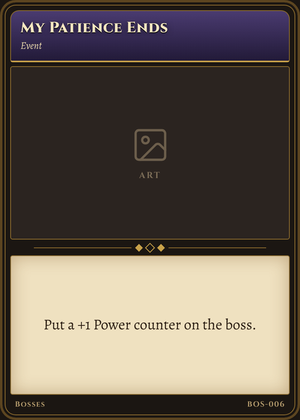 My Patience Ends
Event
ART
Put a +1 Power counter on the boss.
Bosses
BOS-006